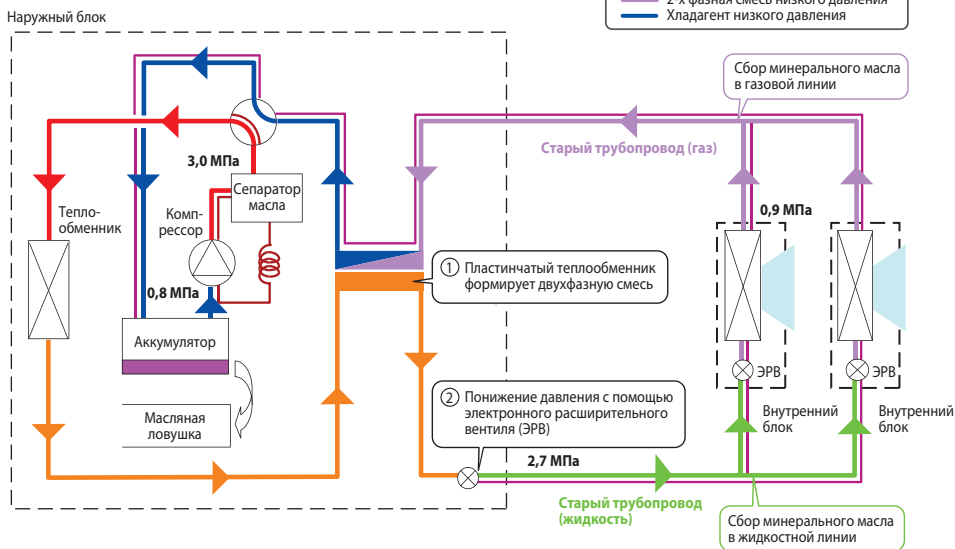 2-х фазная смесь низкого давления
Хладагент низкого давления
Наружный блок
Сбор минерального масла
в газовой линии
Старый трубопровод (газ)
3,0 МПа
Сепаратор
масла
Тепло-
обменник
Комп-
рессор
0,9 МПа
1 Пластинчатый теплообменник
формирует двухфазную смесь
0,8 МПа
Аккумулятор
ЭРВ
ЭРВ
2 Понижение давления с помощью
электронного расширительного
вентиля (ЭРВ)
Масляная
ловушка
Внутренний
блок
Внутренний
блок
2,7 МПа
Старый трубопровод
(жидкость)
Сбор минерального масла
в жидкостной линии